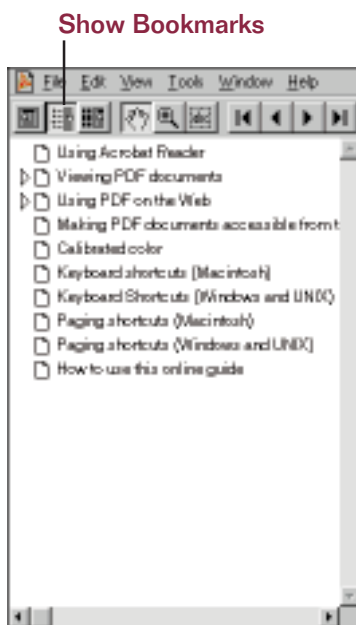 Show Bookmarks
File Edit View Tools Window Help
Using Acrobat Reader
Viewing PDF documents
Using PDF on the Web
Making PDF documents accessible from t
Calibrated color
Keyboard shortcuts (Macintosh)
Keyboard Shortcuts (Windows and UNIX)
Paging shortcuts (Macintosh)
Paging shortcuts (Windows and UNIX)
How to use this online guide